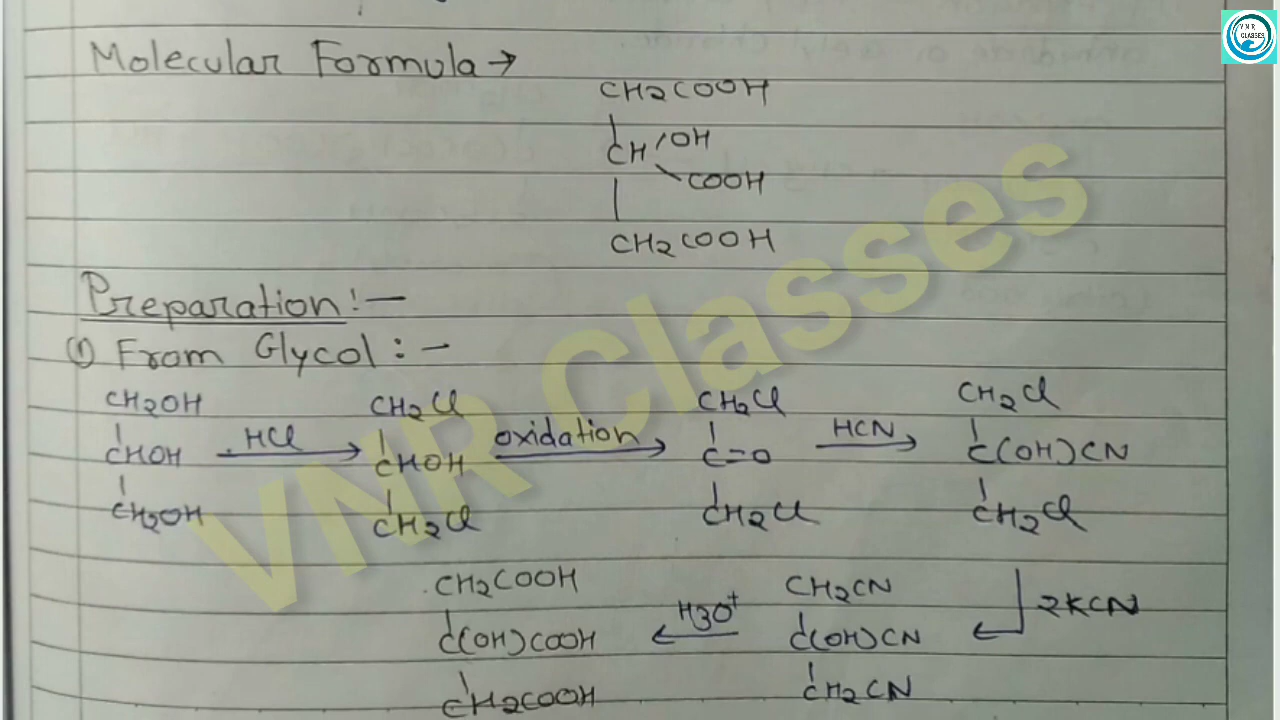 VNR
CLASSES
Molecular Formula →
CH2COOH
CH OH
COOH
CH2COOH
Preparation :-
(1) From Glycol : -
CH2OH CH2Cl CH2Cl CH2Cl
CHOH HCl → CHOH oxidation → C=O HCN → C(OH)CN
CH2OH CH2Cl CH2Cl CH2Cl
CH2COOH CH2CN 2KCN
C(OH)COOH ← H3O+ C(OH)CN ←
CH2COOH CH2CN
VNR Classes